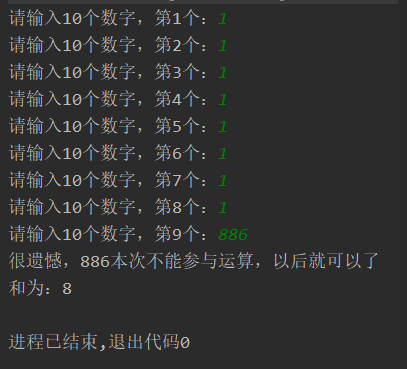 请输入10个数字，第1个：1
请输入10个数字，第2个：1
请输入10个数字，第3个：1
请输入10个数字，第4个：1
请输入10个数字，第5个：1
请输入10个数字，第6个：1
请输入10个数字，第7个：1
请输入10个数字，第8个：1
请输入10个数字，第9个：886
很遗憾，886本次不能参与运算，以后就可以了
和为：8
进程已结束,退出代码0